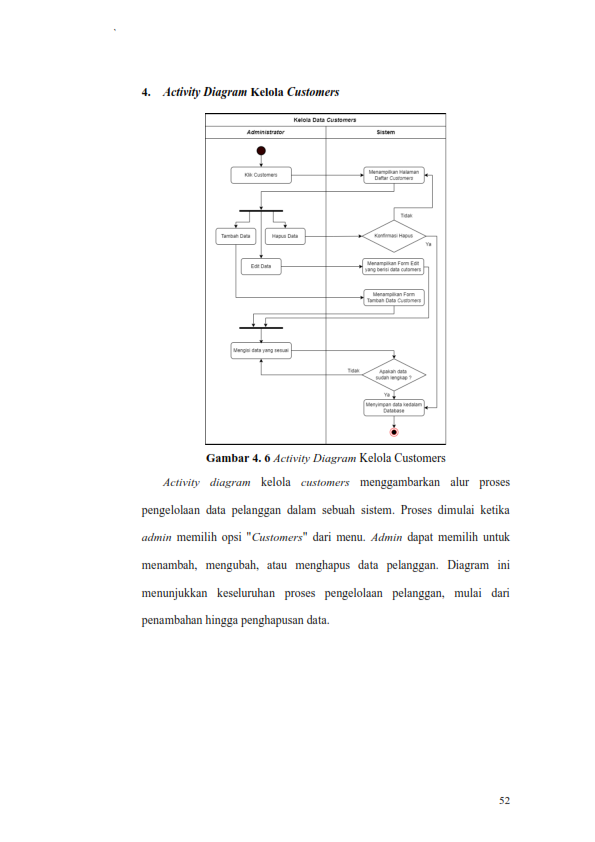 4. Activity Diagram Kelola Customers
Kelola Data Customers
Administrator
Sistem
Klik Customers
Menampilkan Halaman
Daftar Customers
Tidak
Tambah Data
Hapus Data
Konfirmasi Hapus
Ya
Edit Data
Menampilkan Form Edit
yang berisi data cutomers
Menampilkan Form
Tambah Data Customers
Mengisi data yang sesuai
Tidak
Apakah data
sudah lengkap ?
Ya
Menyimpan data kedalam
Database
Gambar 4. 6 Activity Diagram Kelola Customers
Activity diagram kelola customers menggambarkan alur proses
pengelolaan data pelanggan dalam sebuah sistem. Proses dimulai ketika
admin memilih opsi "Customers" dari menu. Admin dapat memilih untuk
menambah, mengubah, atau menghapus data pelanggan. Diagram ini
menunjukkan keseluruhan proses pengelolaan pelanggan, mulai dari
penambahan hingga penghapusan data.
52